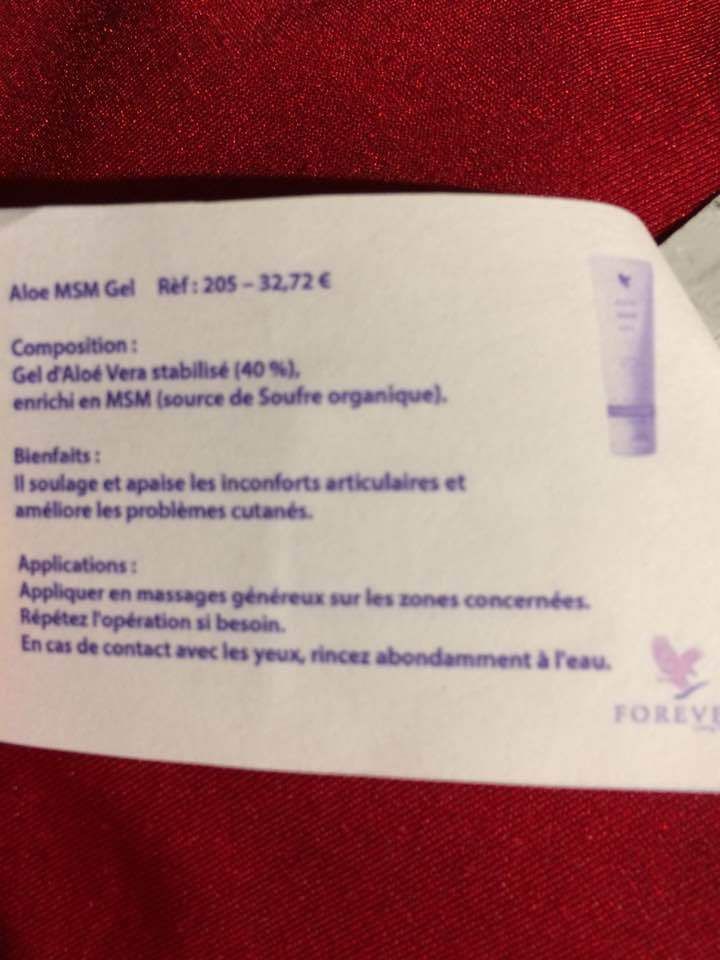 Aloe MSM Gel Rèf : 205 – 32,72 €
Composition :
Gel d'Aloé Vera stabilisé (40 %),
enrichi en MSM (source de Soufre organique).
Bienfaits :
Il soulage et apaise les inconforts articulaires et
améliore les problèmes cutanés.
Applications :
Appliquer en massages généreux sur les zones concernées.
Répétez l'opération si besoin.
En cas de contact avec les yeux, rincez abondamment à l'eau.
FOREVE